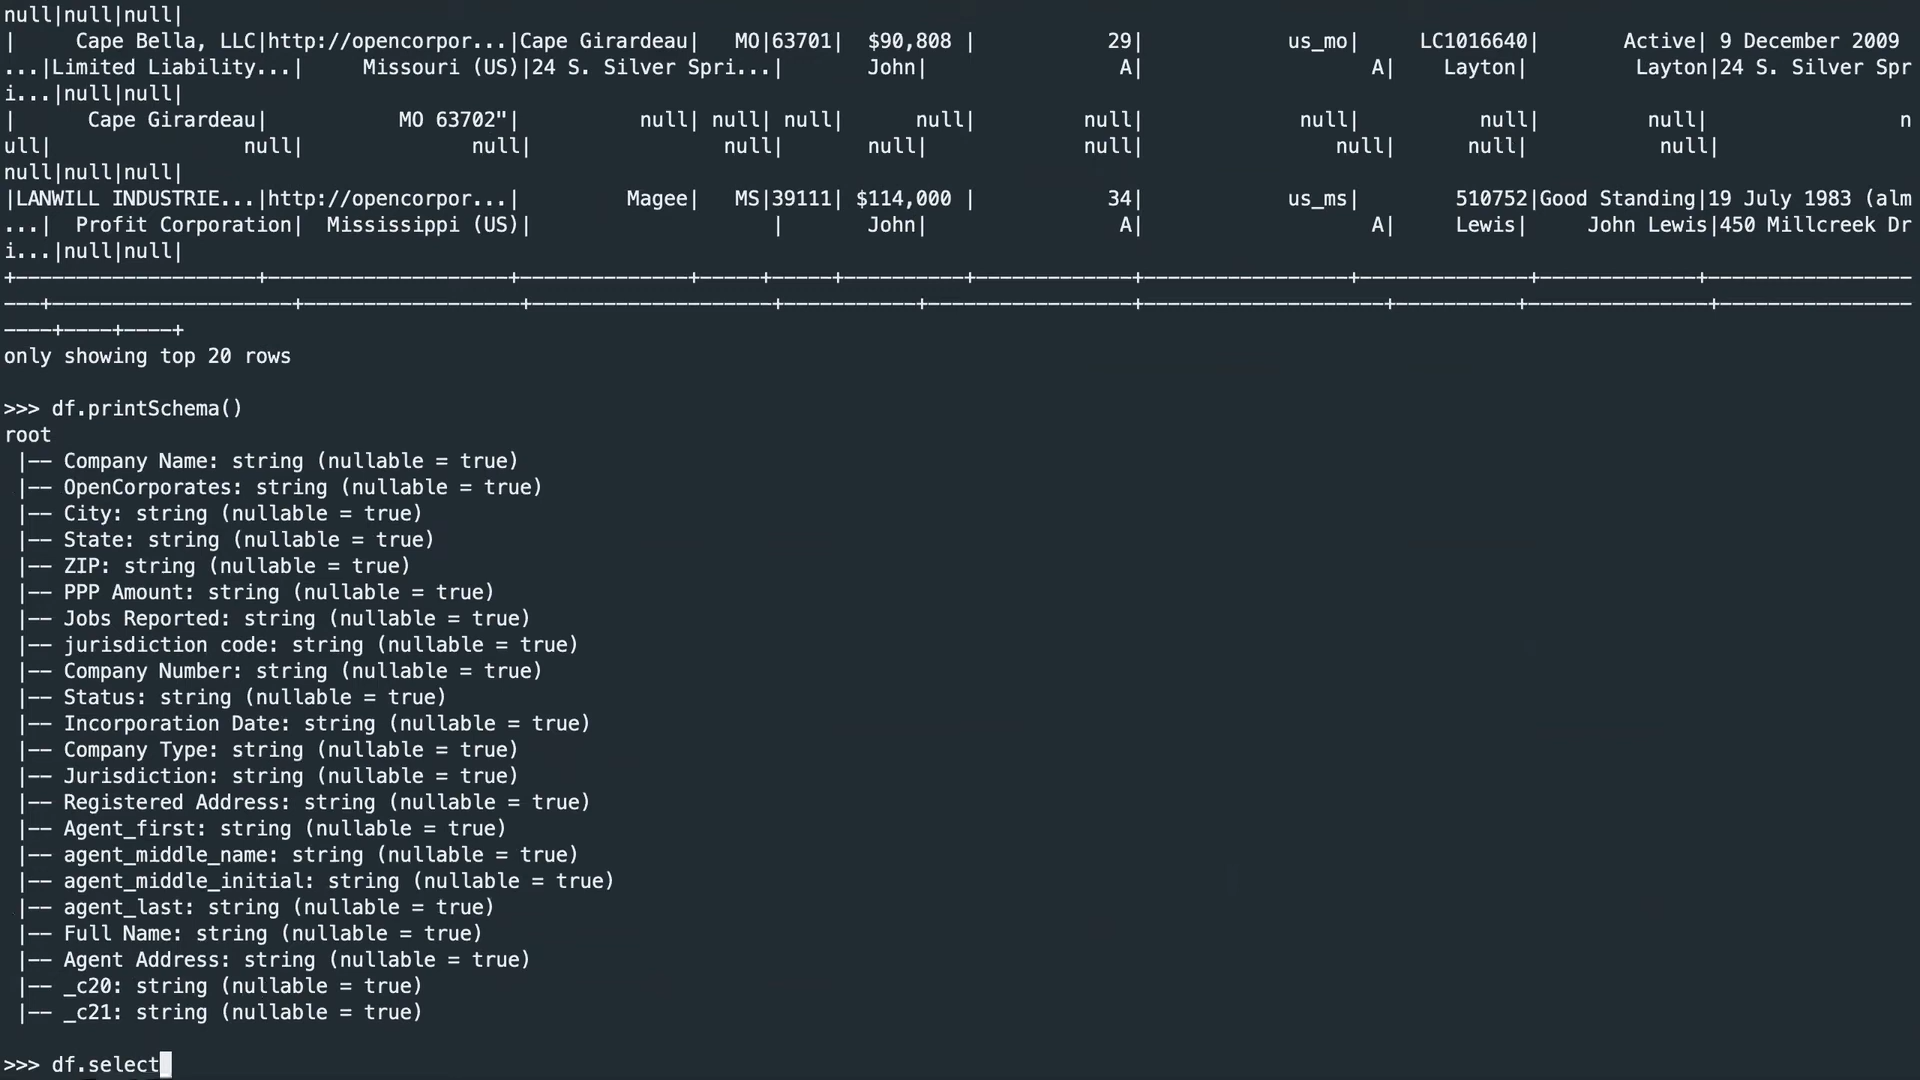 null|null|null|
|     Cape Bella, LLC|http://opencorpor...|Cape Girardeau|   MO|63701|  $90,808 |           29|            us_mo|     LC1016640|       Active| 9 December 2009
...|Limited Liability...|     Missouri (US)|24 S. Silver Spri...|       John|                A|                   A|    Layton|         Layton|24 S. Silver Spr
i...|null|null|
|      Cape Girardeau|           MO 63702"|          null| null| null|      null|         null|             null|          null|         null|                n
ull|                null|              null|                null|       null|             null|                null|      null|           null|
null|null|null|
|LANWILL INDUSTRIE...|http://opencorpor...|         Magee|   MS|39111| $114,000 |           34|            us_ms|        510752|Good Standing|19 July 1983 (alm
...|  Profit Corporation|  Mississippi (US)|                    |       John|                A|                   A|     Lewis|     John Lewis|450 Millcreek Dr
i...|null|null|
+--------------------+--------------------+--------------+-----+-----+----------+-------------+-----------------+--------------+-------------+----------------
---+--------------------+------------------+--------------------+-----------+-----------------+--------------------+----------+---------------+----------------
----+----+----+
only showing top 20 rows
>>> df.printSchema()
root
 |-- Company Name: string (nullable = true)
 |-- OpenCorporates: string (nullable = true)
 |-- City: string (nullable = true)
 |-- State: string (nullable = true)
 |-- ZIP: string (nullable = true)
 |-- PPP Amount: string (nullable = true)
 |-- Jobs Reported: string (nullable = true)
 |-- jurisdiction code: string (nullable = true)
 |-- Company Number: string (nullable = true)
 |-- Status: string (nullable = true)
 |-- Incorporation Date: string (nullable = true)
 |-- Company Type: string (nullable = true)
 |-- Jurisdiction: string (nullable = true)
 |-- Registered Address: string (nullable = true)
 |-- Agent_first: string (nullable = true)
 |-- agent_middle_name: string (nullable = true)
 |-- agent_middle_initial: string (nullable = true)
 |-- agent_last: string (nullable = true)
 |-- Full Name: string (nullable = true)
 |-- Agent Address: string (nullable = true)
 |-- _c20: string (nullable = true)
 |-- _c21: string (nullable = true)
>>> df.select